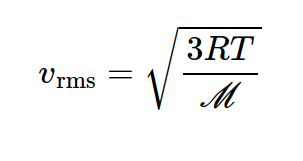 v_rms = √(3RT/ℳ)